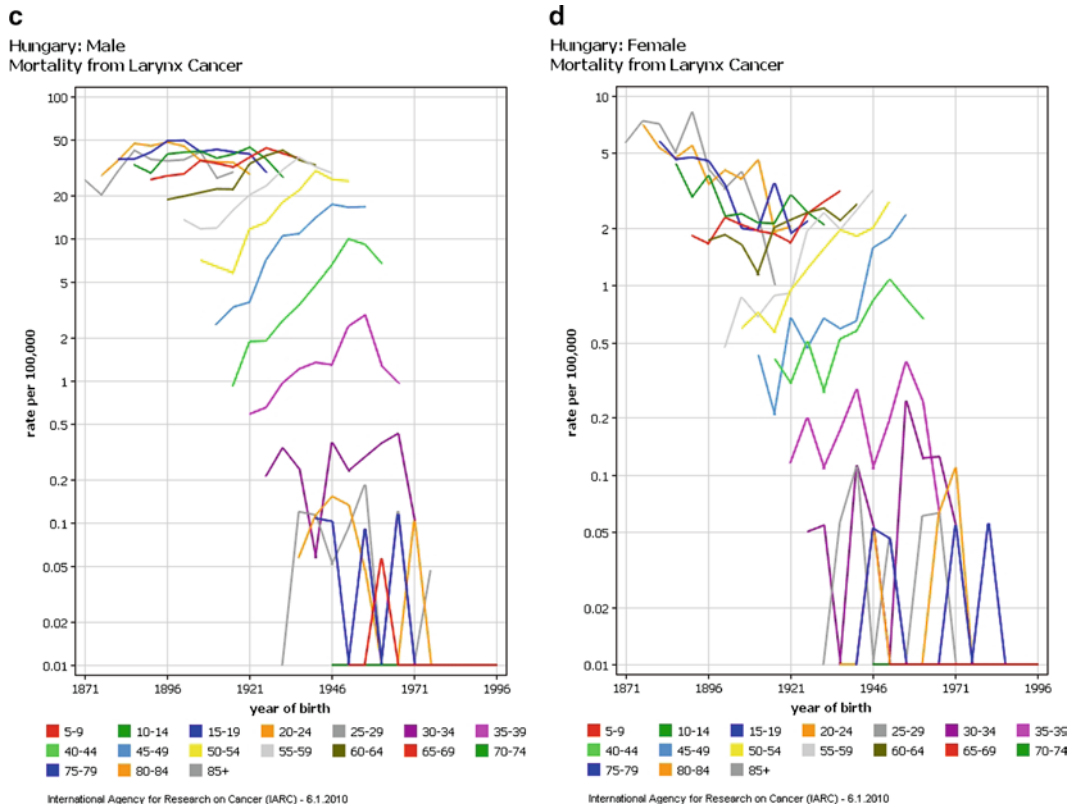 c
Hungary: Male
Mortality from Larynx Cancer
100
50
20
10
5
2
1
0.5
0.2
0.1
0.05
0.02
0.01
rate per 100,000
1871 1896 1921 1946 1971 1996
year of birth
5-9 10-14 15-19 20-24 25-29 30-34 35-39
40-44 45-49 50-54 55-59 60-64 65-69 70-74
75-79 80-84 85+
International Agency for Research on Cancer (IARC) - 6.1.2010
d
Hungary: Female
Mortality from Larynx Cancer
10
5
2
1
0.5
0.2
0.1
0.05
0.02
0.01
rate per 100,000
1871 1896 1921 1946 1971 1996
year of birth
5-9 10-14 15-19 20-24 25-29 30-34 35-39
40-44 45-49 50-54 55-59 60-64 65-69 70-74
75-79 80-84 85+
International Agency for Research on Cancer (IARC) - 6.1.2010